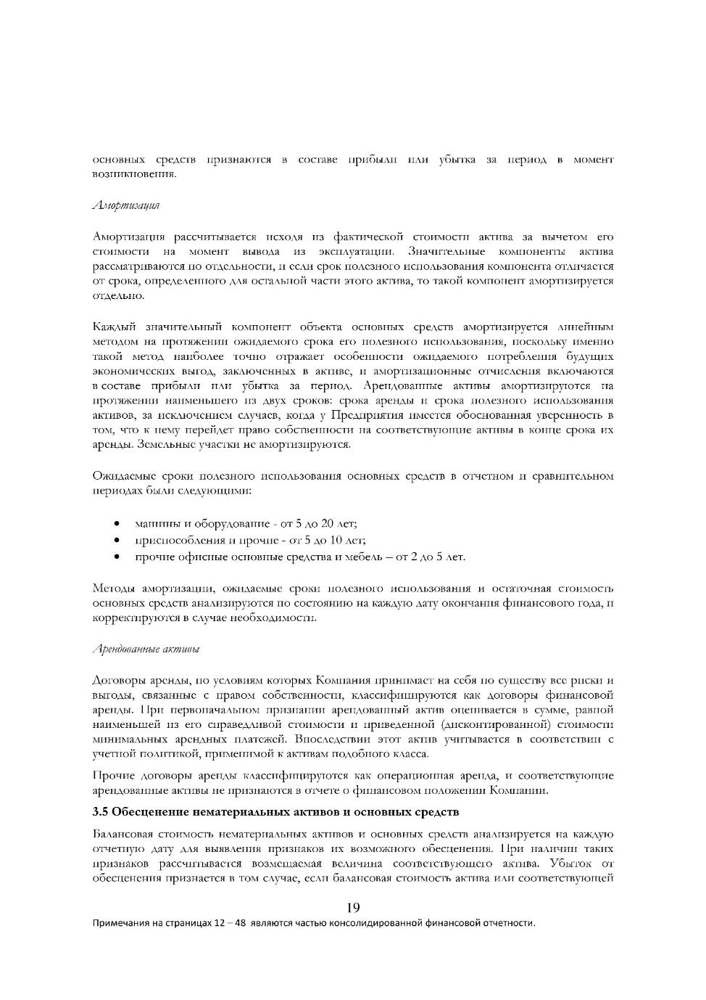 основных средств признаются в составе прибыли или убытка за период в момент
возникновения.
Амортизация
Амортизация рассчитывается исходя из фактической стоимости актива за вычетом его
стоимости на момент вывода из эксплуатации. Значительные компоненты актива
рассматриваются по отдельности, и если срок полезного использования компонента отличается
от срока, определенного для остальной части этого актива, то такой компонент амортизируется
отдельно.
Каждый значительный компонент объекта основных средств амортизируется линейным
методом на протяжении ожидаемого срока его полезного использования, поскольку именно
такой метод наиболее точно отражает особенности ожидаемого потребления будущих
экономических выгод, заключенных в активе, и амортизационные отчисления включаются
в составе прибыли или убытка за период. Арендованные активы амортизируются на
протяжении наименьшего из двух сроков: срока аренды и срока полезного использования
активов, за исключением случаев, когда у Предприятия имеется обоснованная уверенность в
том, что к нему перейдет право собственности на соответствующие активы в конце срока их
аренды. Земельные участки не амортизируются.
Ожидаемые сроки полезного использования основных средств в отчетном и сравнительном
периодах были следующими:
• машины и оборудование - от 5 до 20 лет;
• приспособления и прочие - от 5 до 10 лет;
• прочие офисные основные средства и мебель – от 2 до 5 лет.
Методы амортизации, ожидаемые сроки полезного использования и остаточная стоимость
основных средств анализируются по состоянию на каждую дату окончания финансового года, и
корректируются в случае необходимости.
Арендованные активы
Договоры аренды, по условиям которых Компания принимает на себя по существу все риски и
выгоды, связанные с правом собственности, классифицируются как договоры финансовой
аренды. При первоначальном признании арендованный актив оценивается в сумме, равной
наименьшей из его справедливой стоимости и приведенной (дисконтированной) стоимости
минимальных арендных платежей. Впоследствии этот актив учитывается в соответствии с
учетной политикой, применимой к активам подобного класса.
Прочие договоры аренды классифицируются как операционная аренда, и соответствующие
арендованные активы не признаются в отчете о финансовом положении Компании.
3.5 Обесценение нематериальных активов и основных средств
Балансовая стоимость нематериальных активов и основных средств анализируется на каждую
отчетную дату для выявления признаков их возможного обесценения. При наличии таких
признаков рассчитывается возмещаемая величина соответствующего актива. Убыток от
обесценения признается в том случае, если балансовая стоимость актива или соответствующей
19
Примечания на страницах 12 – 48 являются частью консолидированной финансовой отчетности.